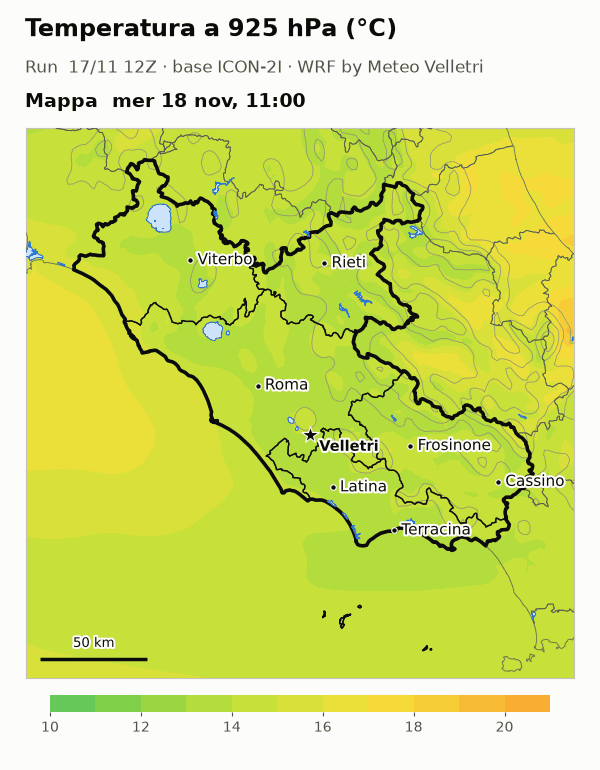 Temperatura a 925 hPa (°C)
Run  17/11 12Z · base ICON-2I · WRF by Meteo Velletri
Mappa  mer 18 nov, 11:00
Viterbo
Rieti
Roma
Velletri
Frosinone
Latina
Cassino
Terracina
50 km
10 12 14 16 18 20